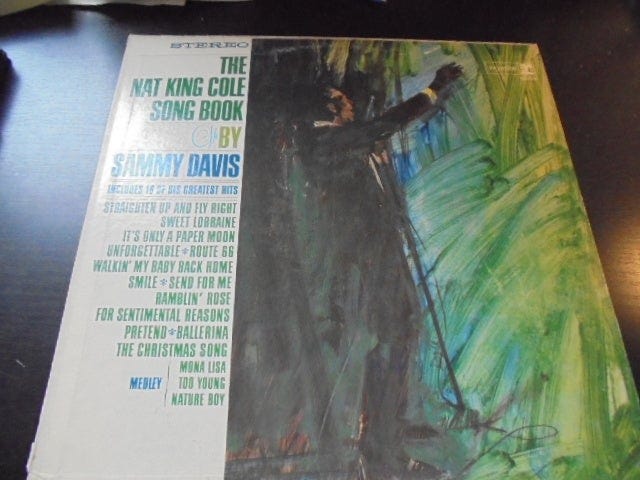 STEREO
THE
NAT KING COLE
SONG BOOK
BY
SAMMY DAVIS
INCLUDES 16 OF HIS GREATEST HITS
STRAIGHTEN UP AND FLY RIGHT
SWEET LORRAINE
IT'S ONLY A PAPER MOON
UNFORGETTABLE * ROUTE 66
WALKIN' MY BABY BACK HOME
SMILE * SEND FOR ME
RAMBLIN' ROSE
FOR SENTIMENTAL REASONS
PRETEND * BALLERINA
THE CHRISTMAS SONG
MONA LISA
MEDLEY TOO YOUNG
NATURE BOY